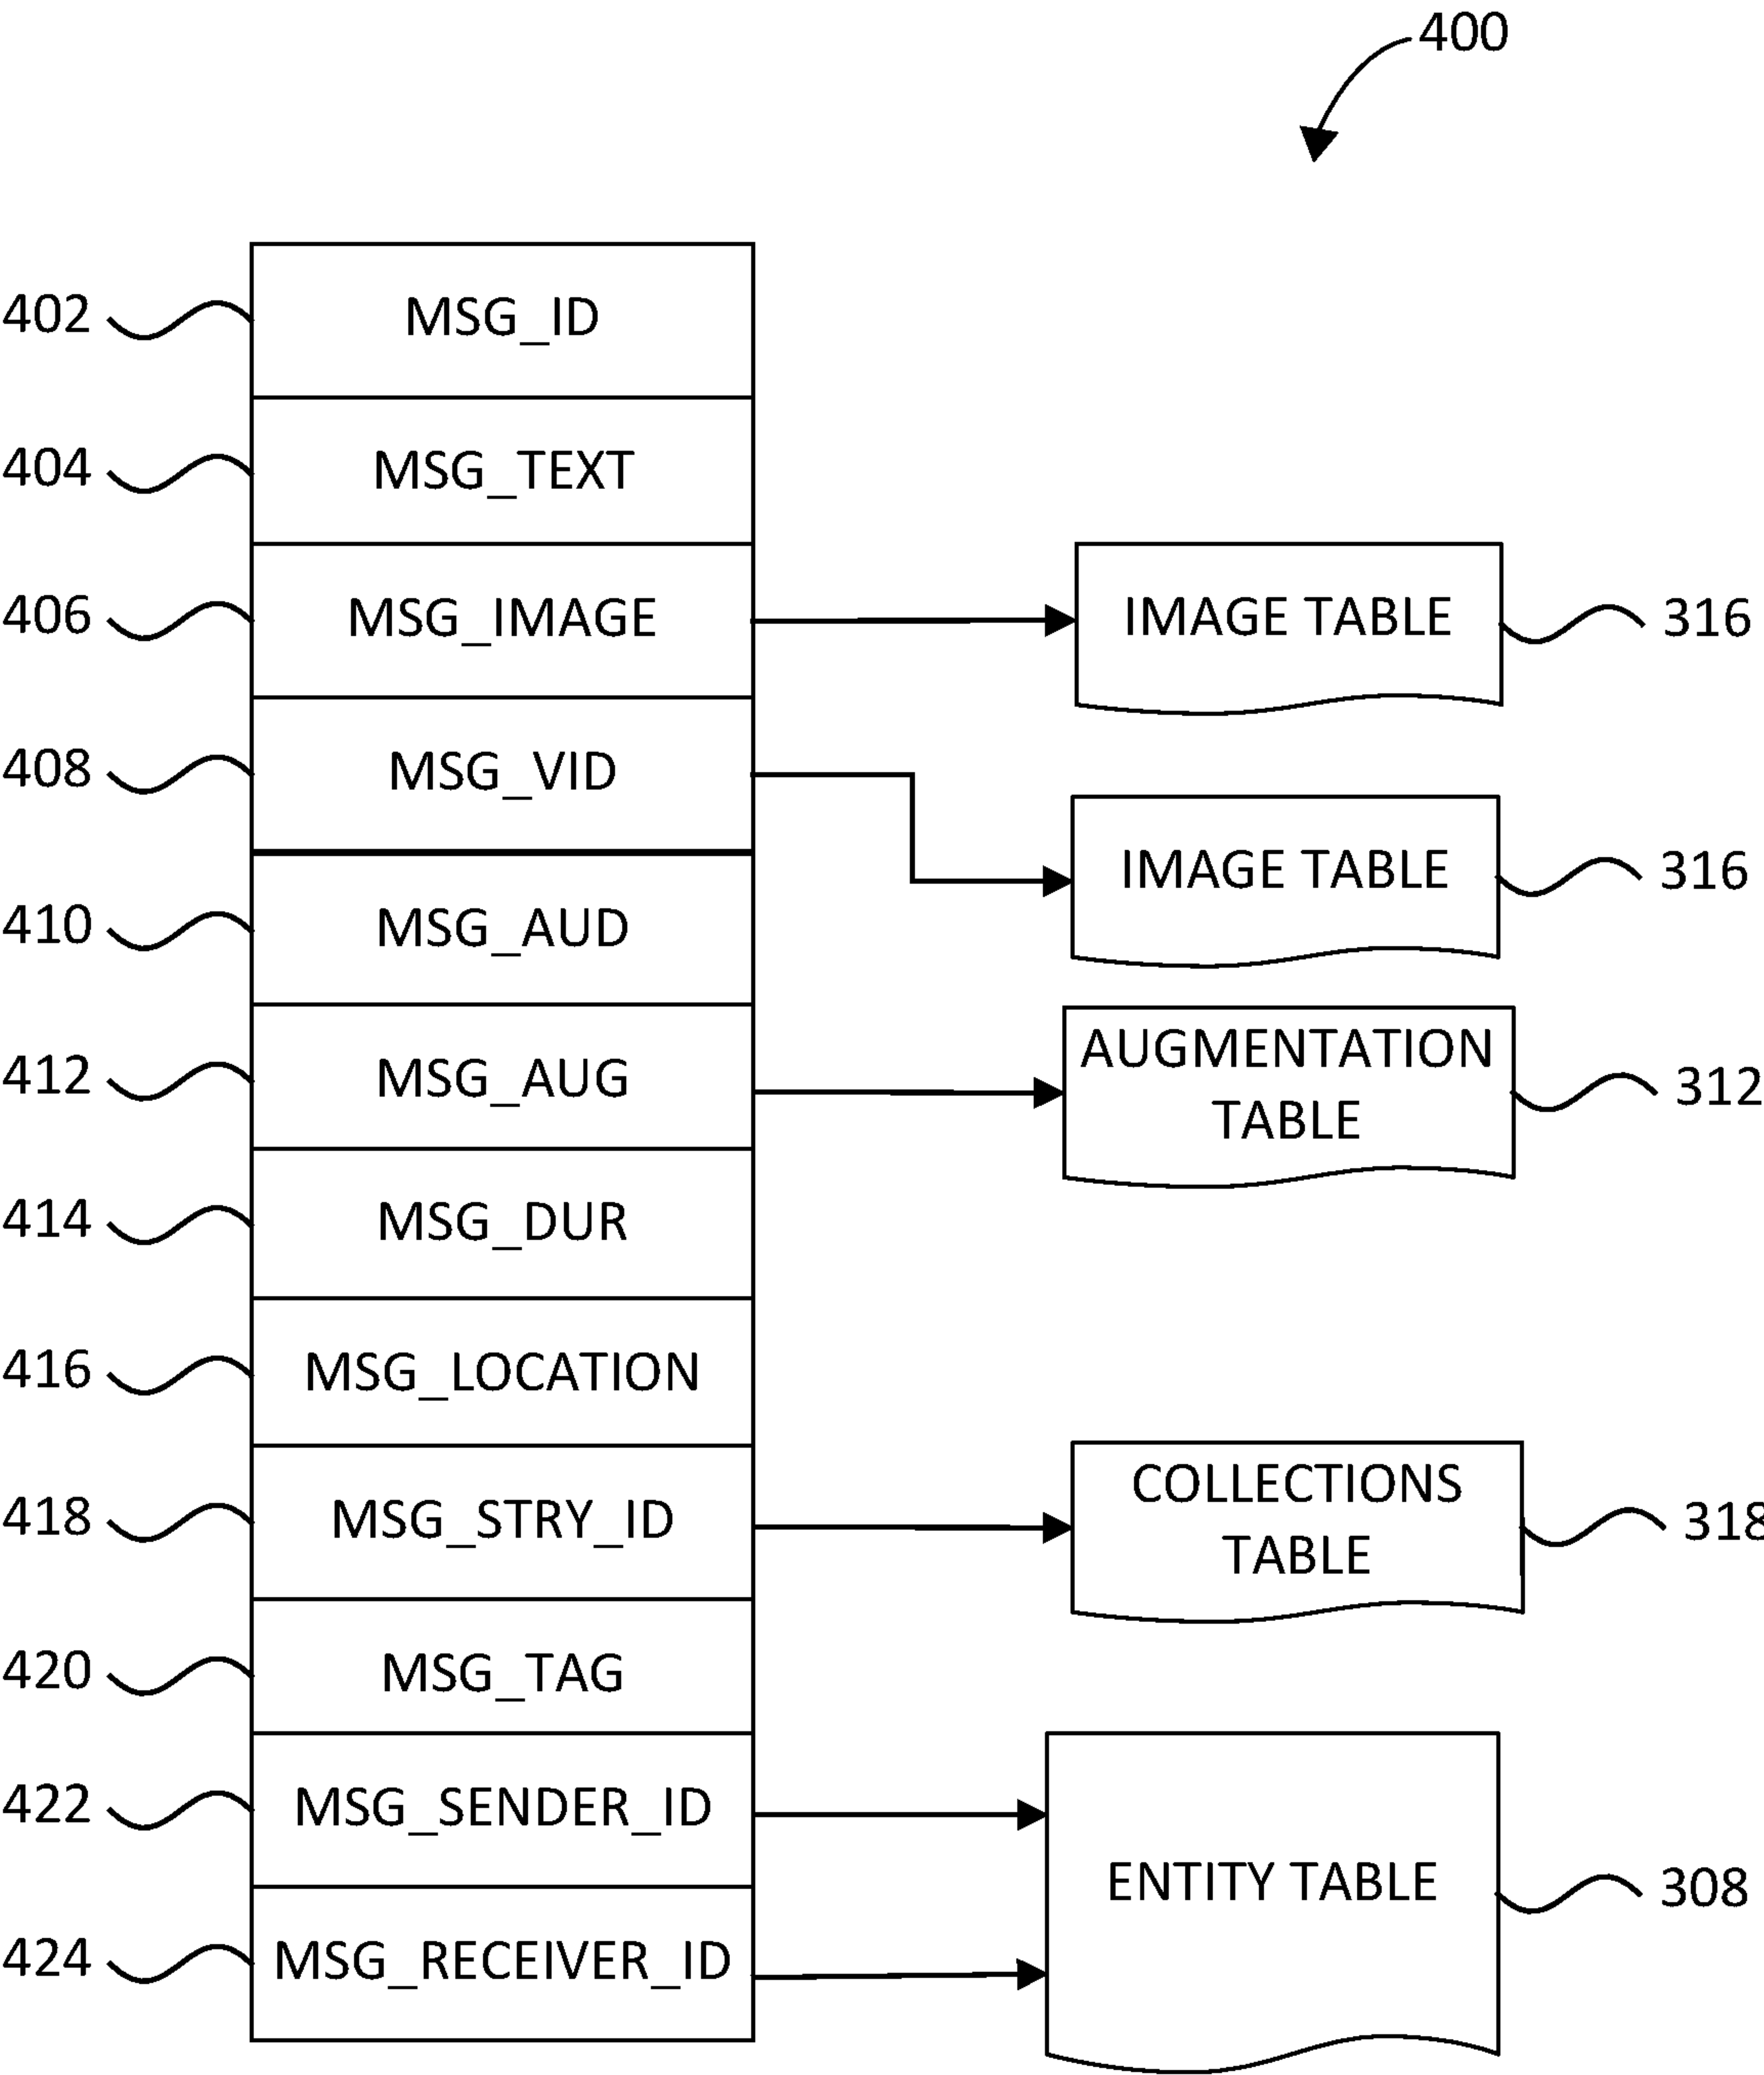 400
402 MSG_ID
404 MSG_TEXT
406 MSG_IMAGE IMAGE TABLE 316
408 MSG_VID
IMAGE TABLE 316
410 MSG_AUD
412 MSG_AUG
AUGMENTATION
TABLE
312
414 MSG_DUR
416 MSG_LOCATION
418 MSG_STRY_ID
COLLECTIONS
TABLE
318
420 MSG_TAG
422 MSG_SENDER_ID
ENTITY TABLE 308
424 MSG_RECEIVER_ID